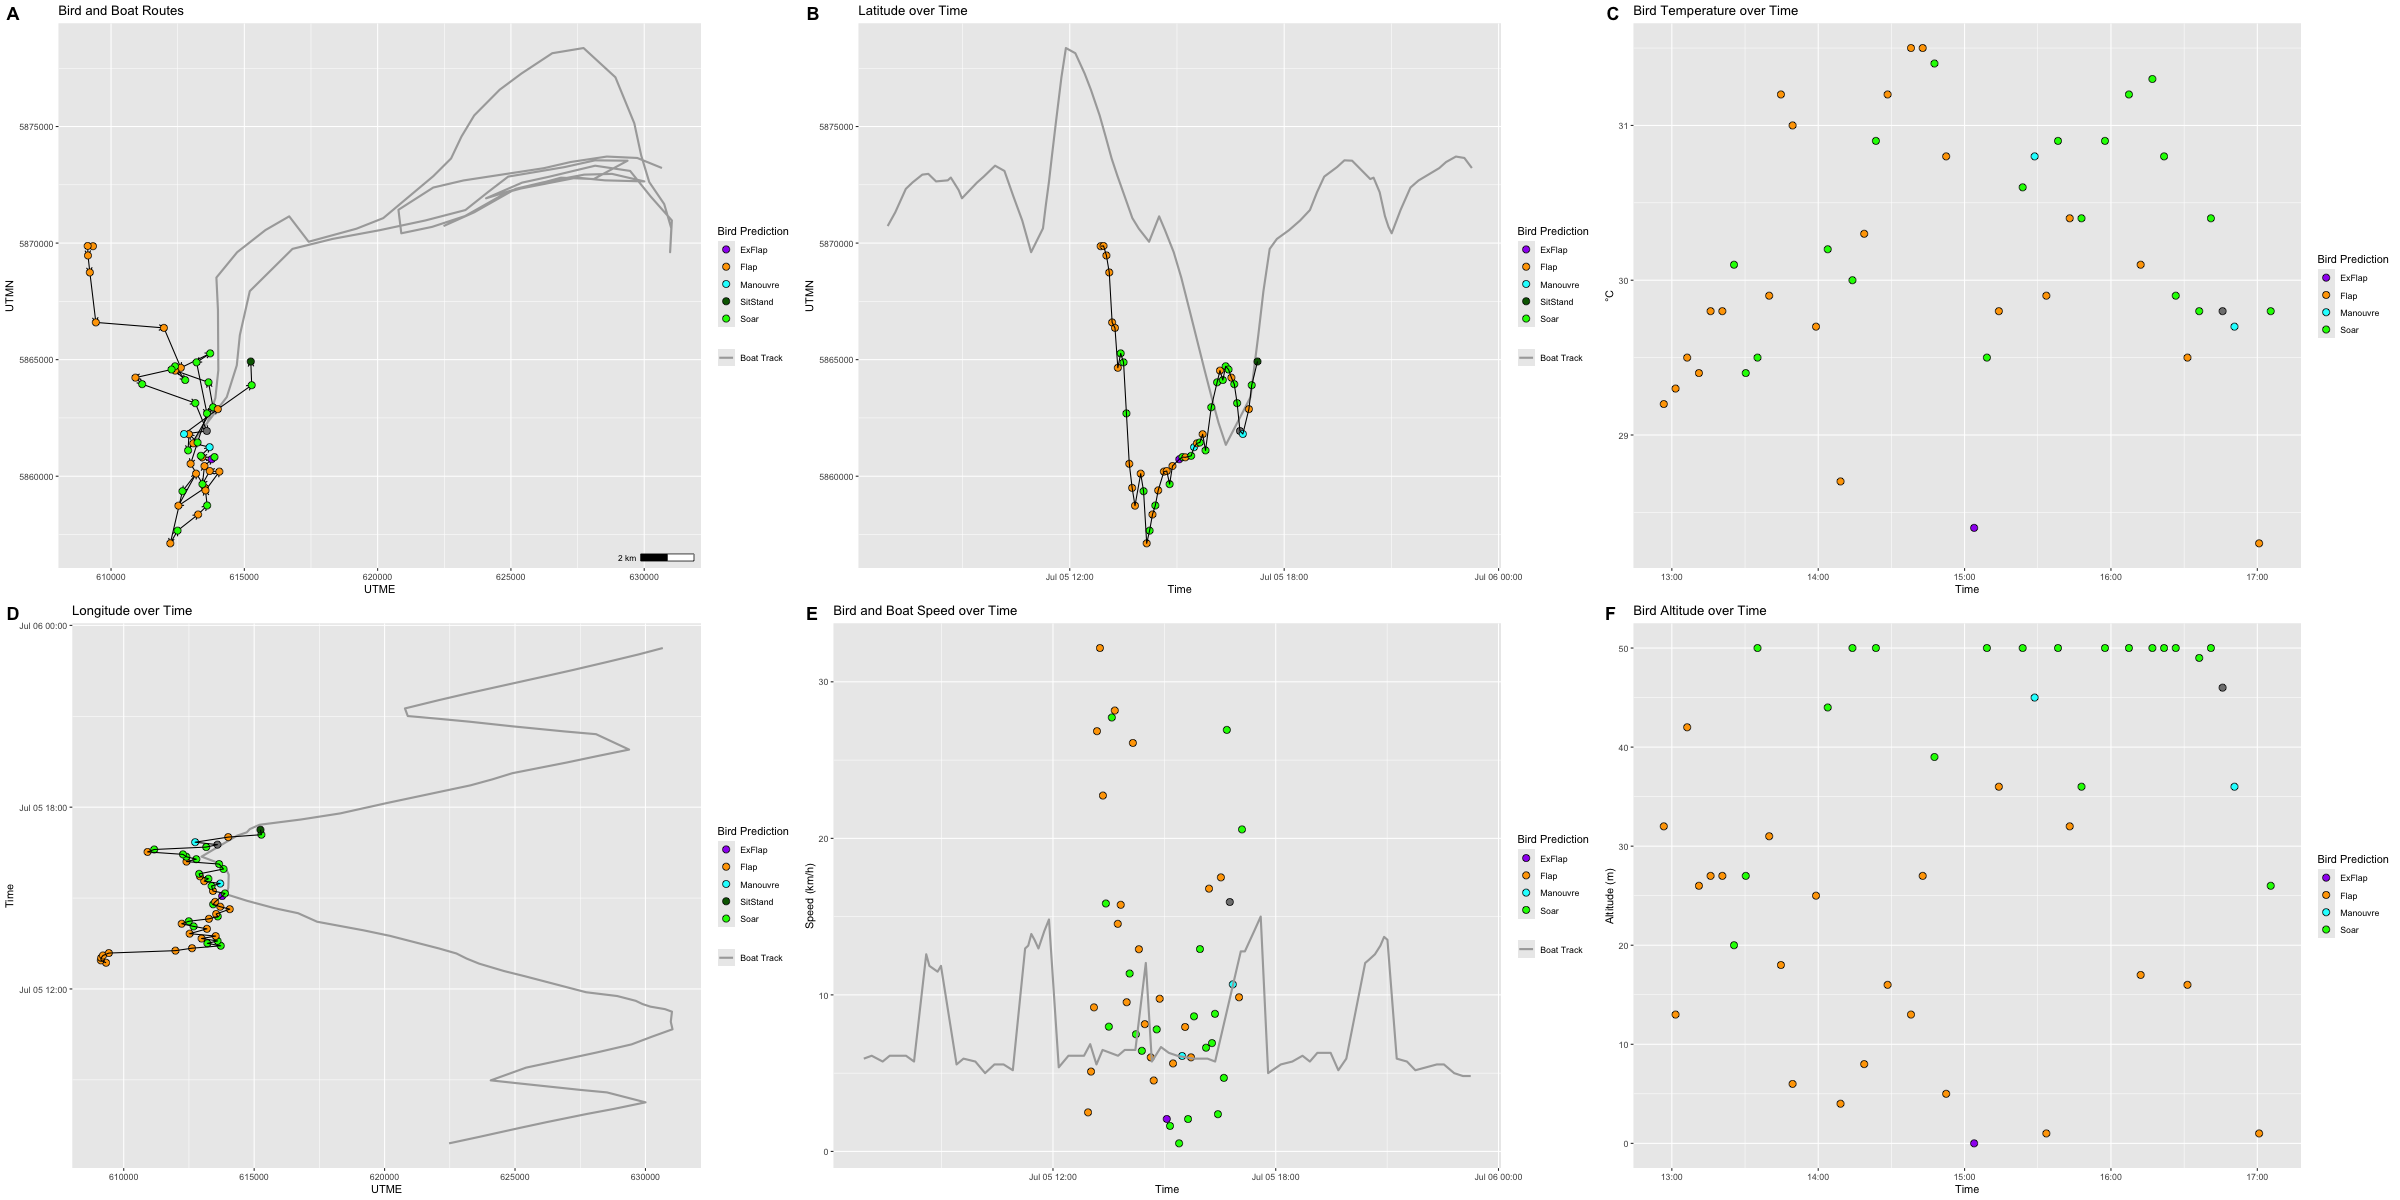 A Bird and Boat Routes
5875000
5870000
5865000
5860000
UTMN
610000 615000 620000 625000 630000
UTME
2 km
Bird Prediction
ExFlap
Flap
Manouvre
SitStand
Soar
Boat Track
B Latitude over Time
5875000
5870000
5865000
5860000
UTMN
Jul 05 12:00 Jul 05 18:00 Jul 06 00:00
Time
Bird Prediction
ExFlap
Flap
Manouvre
SitStand
Soar
Boat Track
C Bird Temperature over Time
31
30
29
°C
13:00 14:00 15:00 16:00 17:00
Time
Bird Prediction
ExFlap
Flap
Manouvre
Soar
D Longitude over Time
Jul 06 00:00
Jul 05 18:00
Jul 05 12:00
Time
610000 615000 620000 625000 630000
UTME
Bird Prediction
ExFlap
Flap
Manouvre
SitStand
Soar
Boat Track
E Bird and Boat Speed over Time
30
20
10
0
Speed (km/h)
Jul 05 12:00 Jul 05 18:00 Jul 06 00:00
Time
Bird Prediction
ExFlap
Flap
Manouvre
Soar
Boat Track
F Bird Altitude over Time
50
40
30
20
10
0
Altitude (m)
13:00 14:00 15:00 16:00 17:00
Time
Bird Prediction
ExFlap
Flap
Manouvre
Soar